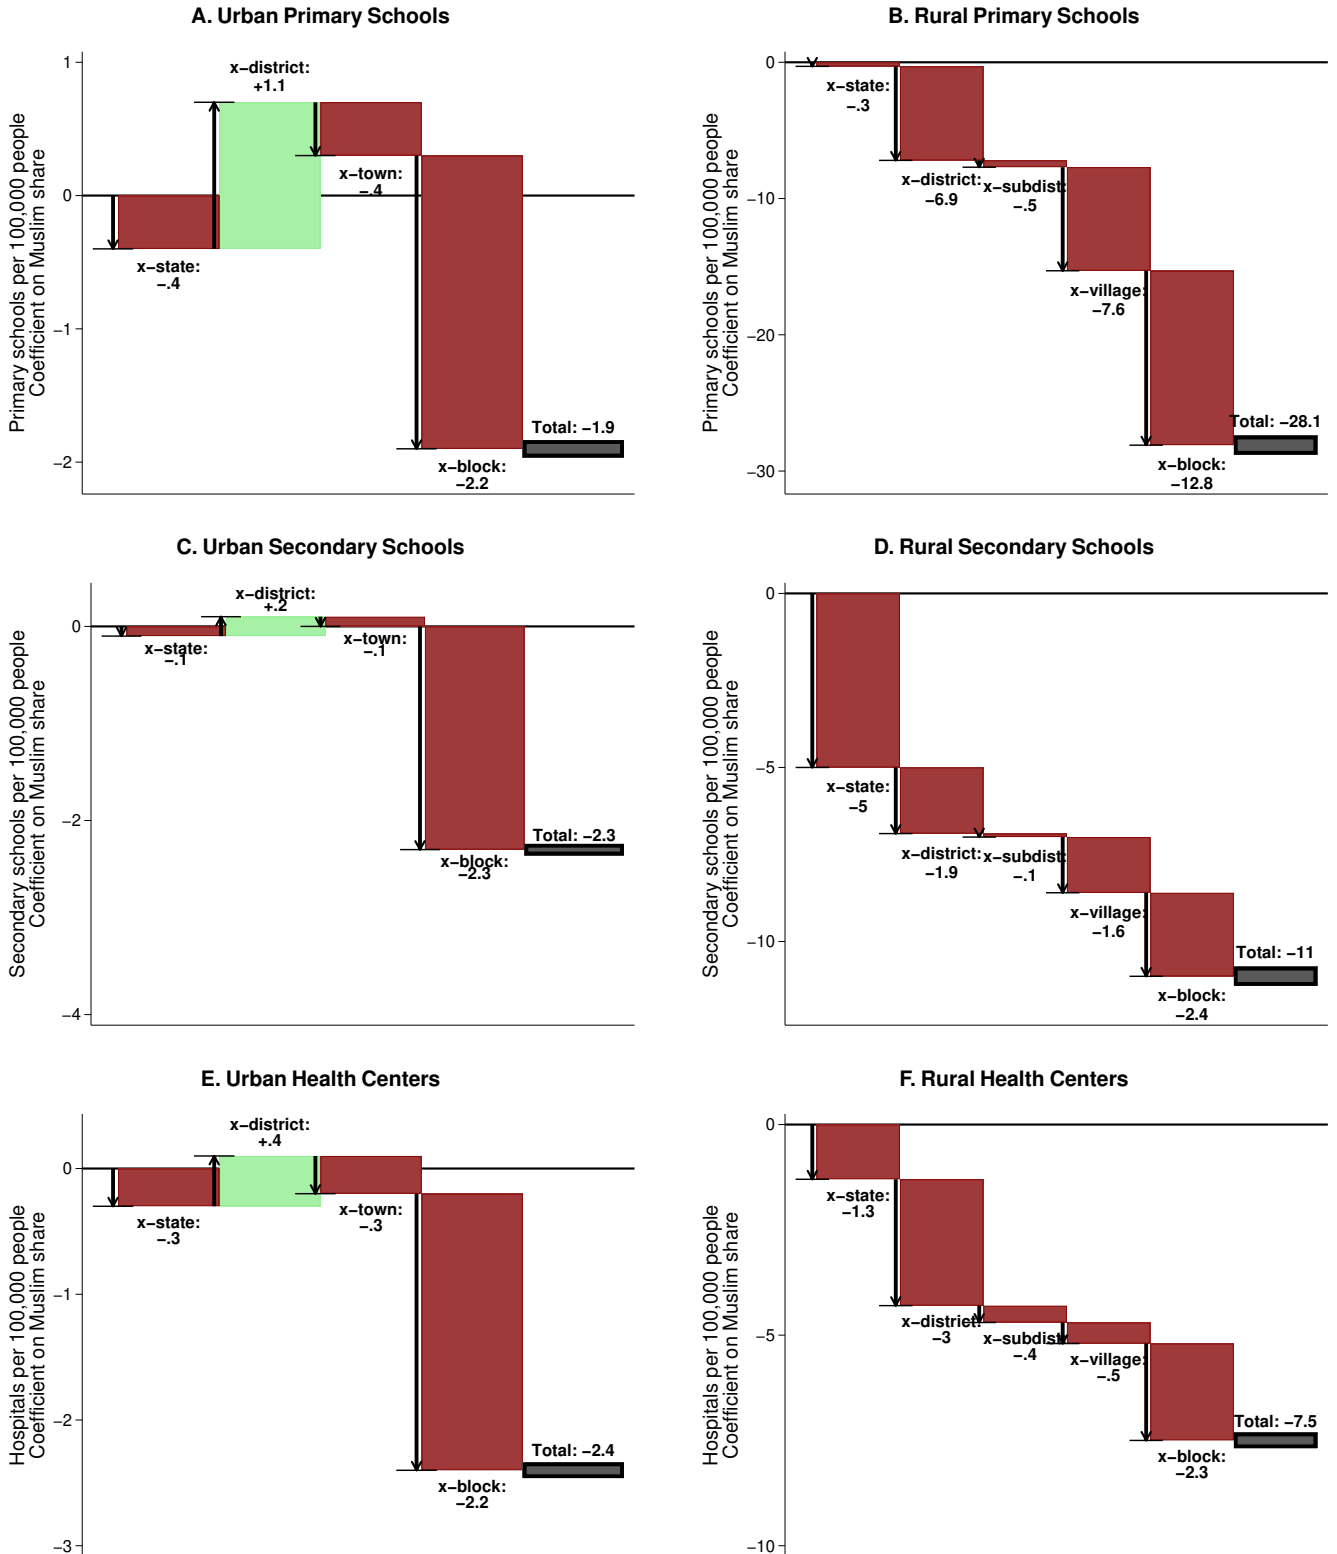 A. Urban Primary Schools
Primary schools per 100,000 people
Coefficient on Muslim share
1
0
−1
−2
x−state:
−.4
x−district:
+1.1
x−town:
−.4
x−block:
−2.2
Total: −1.9
B. Rural Primary Schools
Primary schools per 100,000 people
Coefficient on Muslim share
0
−10
−20
−30
x−state:
−.3
x−district:
−6.9
x−subdist:
−.5
x−village:
−7.6
x−block:
−12.8
Total: −28.1
C. Urban Secondary Schools
Secondary schools per 100,000 people
Coefficient on Muslim share
0
−2
−4
x−state:
−.1
x−district:
+.2
x−town:
−.1
x−block:
−2.3
Total: −2.3
D. Rural Secondary Schools
Secondary schools per 100,000 people
Coefficient on Muslim share
0
−5
−10
x−state:
−5
x−district:
−1.9
x−subdist:
−.1
x−village:
−1.6
x−block:
−2.4
Total: −11
E. Urban Health Centers
Hospitals per 100,000 people
Coefficient on Muslim share
0
−1
−2
−3
x−state:
−.3
x−district:
+.4
x−town:
−.3
x−block:
−2.2
Total: −2.4
F. Rural Health Centers
Hospitals per 100,000 people
Coefficient on Muslim share
0
−5
−10
x−state:
−1.3
x−district:
−3
x−subdist:
−.4
x−village:
−.5
x−block:
−2.3
Total: −7.5